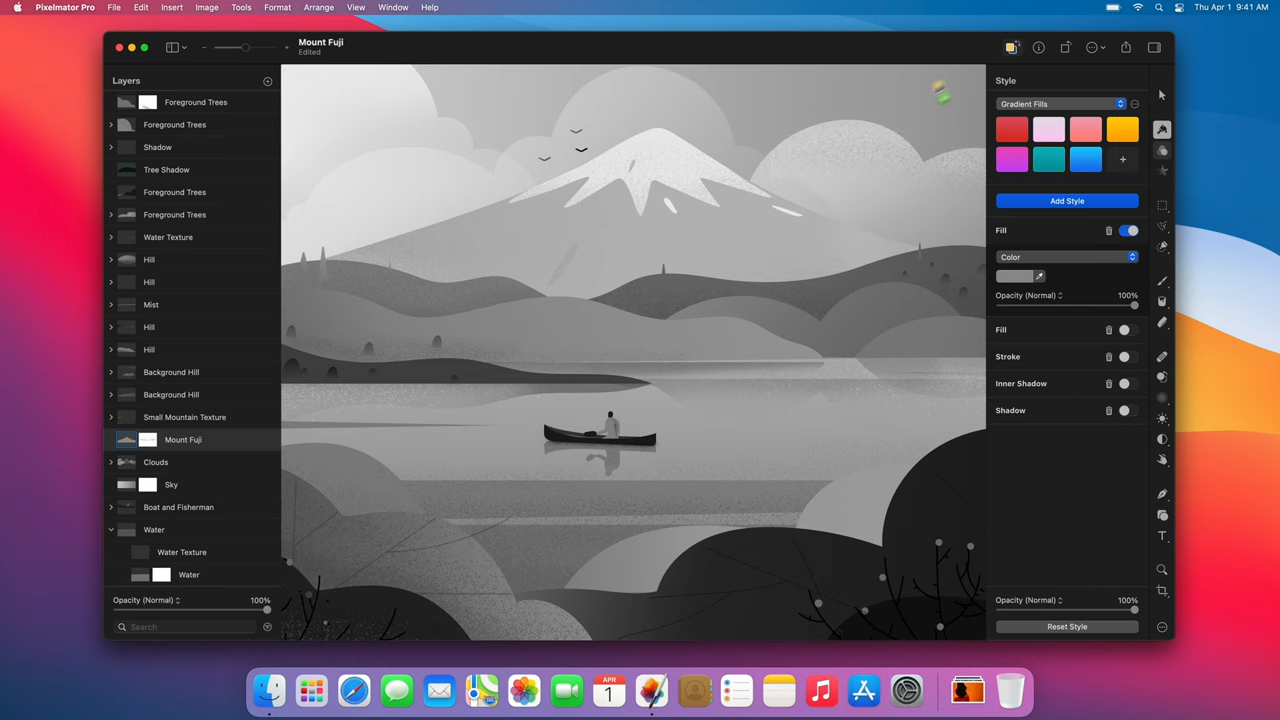 Pixelmator Pro File Edit Insert Image Tools Format Arrange View Window Help Thu Apr 1 9:41 AM
Mount Fuji
Edited
Layers
Foreground Trees
Foreground Trees
Shadow
Tree Shadow
Foreground Trees
Foreground Trees
Water Texture
Hill
Hill
Mist
Hill
Hill
Background Hill
Background Hill
Small Mountain Texture
Mount Fuji
Clouds
Sky
Boat and Fisherman
Water
Water Texture
Water
Opacity (Normal) 100%
Search
Style
Gradient Fills
Add Style
Fill
Color
Opacity (Normal) 100%
Fill
Stroke
Inner Shadow
Shadow
Opacity (Normal) 100%
Reset Style
APR
1